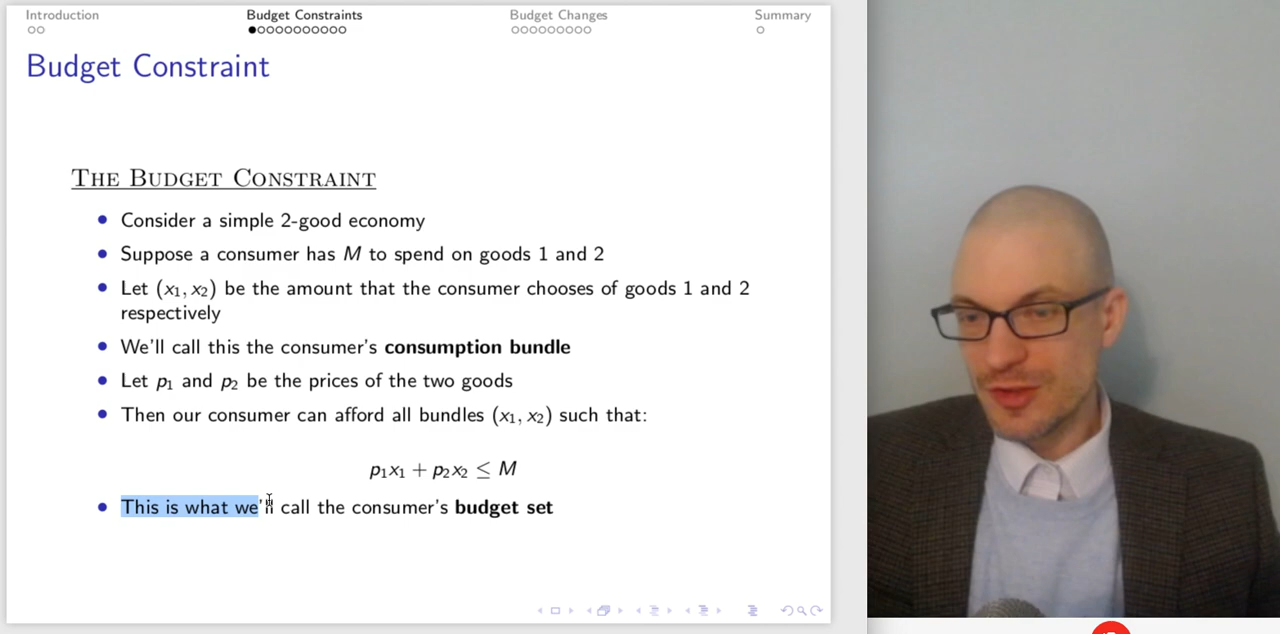 Introduction Budget Constraints Budget Changes Summary
Budget Constraint
The Budget Constraint
Consider a simple 2-good economy
Suppose a consumer has M to spend on goods 1 and 2
Let (x₁, x₂) be the amount that the consumer chooses of goods 1 and 2
respectively
We'll call this the consumer's consumption bundle
Let p₁ and p₂ be the prices of the two goods
Then our consumer can afford all bundles (x₁, x₂) such that:
p₁x₁ + p₂x₂ ≤ M
This is what we'll call the consumer's budget set